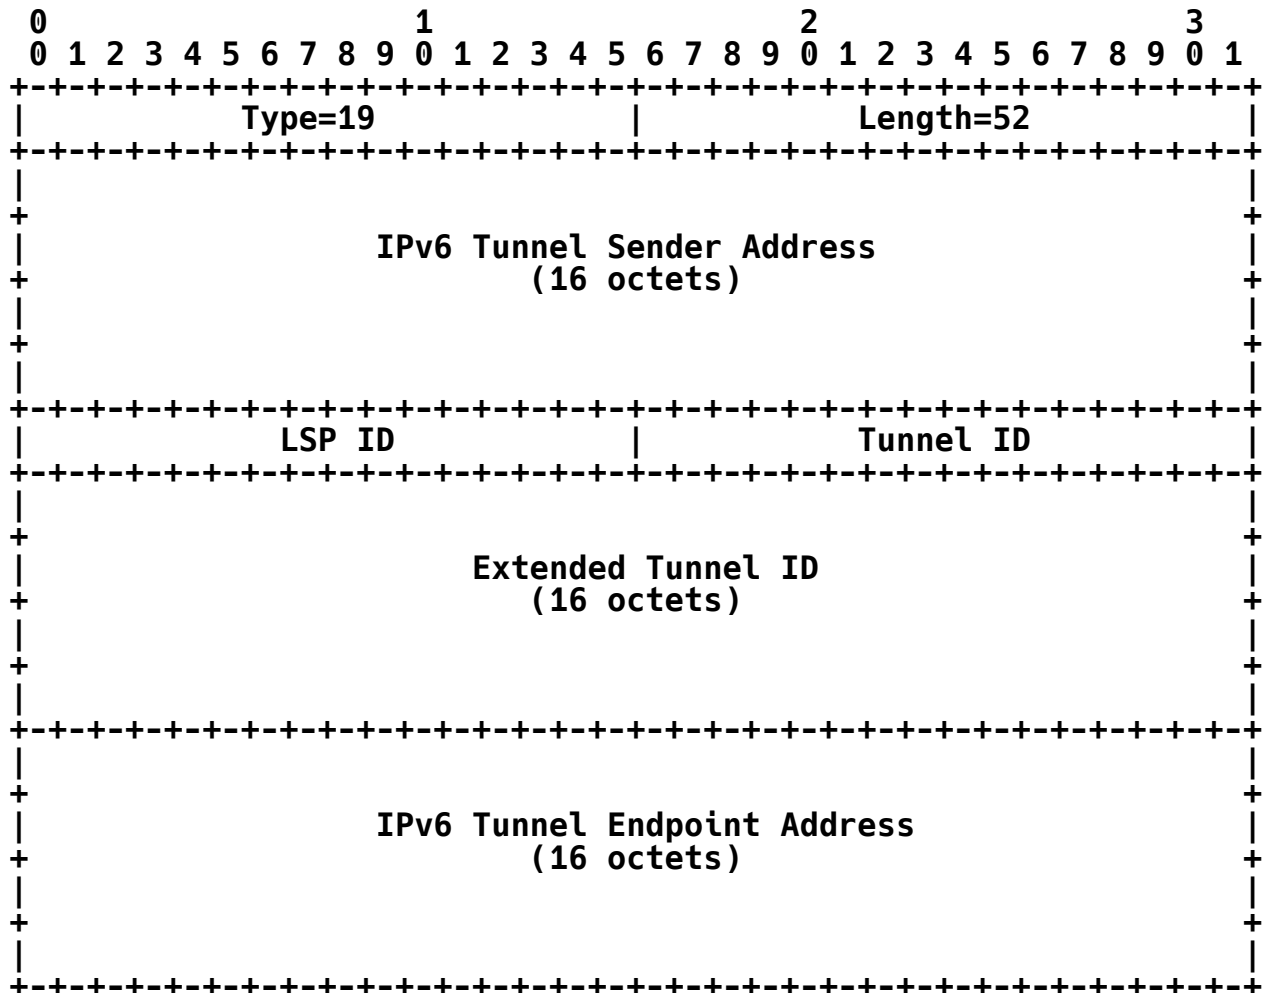 0                   1                   2                   3
 0 1 2 3 4 5 6 7 8 9 0 1 2 3 4 5 6 7 8 9 0 1 2 3 4 5 6 7 8 9 0 1
+-+-+-+-+-+-+-+-+-+-+-+-+-+-+-+-+-+-+-+-+-+-+-+-+-+-+-+-+-+-+-+-+
|           Type=19             |           Length=52           |
+-+-+-+-+-+-+-+-+-+-+-+-+-+-+-+-+-+-+-+-+-+-+-+-+-+-+-+-+-+-+-+-+
|                                                               |
+                                                               +
|                  IPv6 Tunnel Sender Address                   |
+                          (16 octets)                          +
|                                                               |
+                                                               +
|                                                               |
+-+-+-+-+-+-+-+-+-+-+-+-+-+-+-+-+-+-+-+-+-+-+-+-+-+-+-+-+-+-+-+-+
|             LSP ID            |           Tunnel ID           |
+-+-+-+-+-+-+-+-+-+-+-+-+-+-+-+-+-+-+-+-+-+-+-+-+-+-+-+-+-+-+-+-+
|                                                               |
+                                                               +
|                       Extended Tunnel ID                      |
+                          (16 octets)                          +
|                                                               |
+                                                               +
|                                                               |
+-+-+-+-+-+-+-+-+-+-+-+-+-+-+-+-+-+-+-+-+-+-+-+-+-+-+-+-+-+-+-+-+
|                                                               |
+                                                               +
|                  IPv6 Tunnel Endpoint Address                 |
+                          (16 octets)                          +
|                                                               |
+                                                               +
|                                                               |
+-+-+-+-+-+-+-+-+-+-+-+-+-+-+-+-+-+-+-+-+-+-+-+-+-+-+-+-+-+-+-+-+